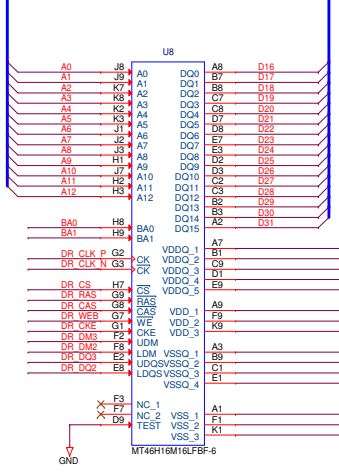 U8
A0 J8 A0 DQ0 A8 D16
A1 J9 A1 DQ1 B7 D17
A2 K7 A2 DQ2 B8 D18
A3 K8 A3 DQ3 C7 D19
A4 K2 A4 DQ4 C8 D20
A5 K3 A5 DQ5 D7 D21
A6 J1 A6 DQ6 D8 D22
A7 J2 A7 DQ7 E7 D23
A8 J3 A8 DQ8 E3 D24
A9 H1 A9 DQ9 D2 D25
A10 J7 A10 DQ10 D3 D26
A11 H2 A11 DQ11 C2 D27
A12 H3 A12 DQ12 C3 D28
DQ13 B2 D29
DQ14 B3 D30
DQ15 A2 D31
BA0 H8 BA0
BA1 H9 BA1
VDDQ_1 A7
VDDQ_2 B1
VDDQ_3 C9
VDDQ_4 D1
VDDQ_5 E9
DR_CLK_P G2 CK
DR_CLK_N G3 CK
DR_CS H7 CS
DR_RAS G9 RAS
DR_CAS G8 CAS
DR_WEB G7 WE
DR_CKE G1 CKE
DR_DM3 F2 UDM
DR_DM2 F8 LDM
DR_DQ3 E2 UDQS
DR_DQ2 E8 LDQS
VDD_1 A9
VDD_2 F9
VDD_3 K9
VSSQ_1 A3
VSSQ_2 B9
VSSQ_3 C1
VSSQ_4 E1
F3 NC_1
F7 NC_2
D9 TEST
VSS_1 A1
VSS_2 F1
VSS_3 K1
GND
MT46H16M16LFBF-6